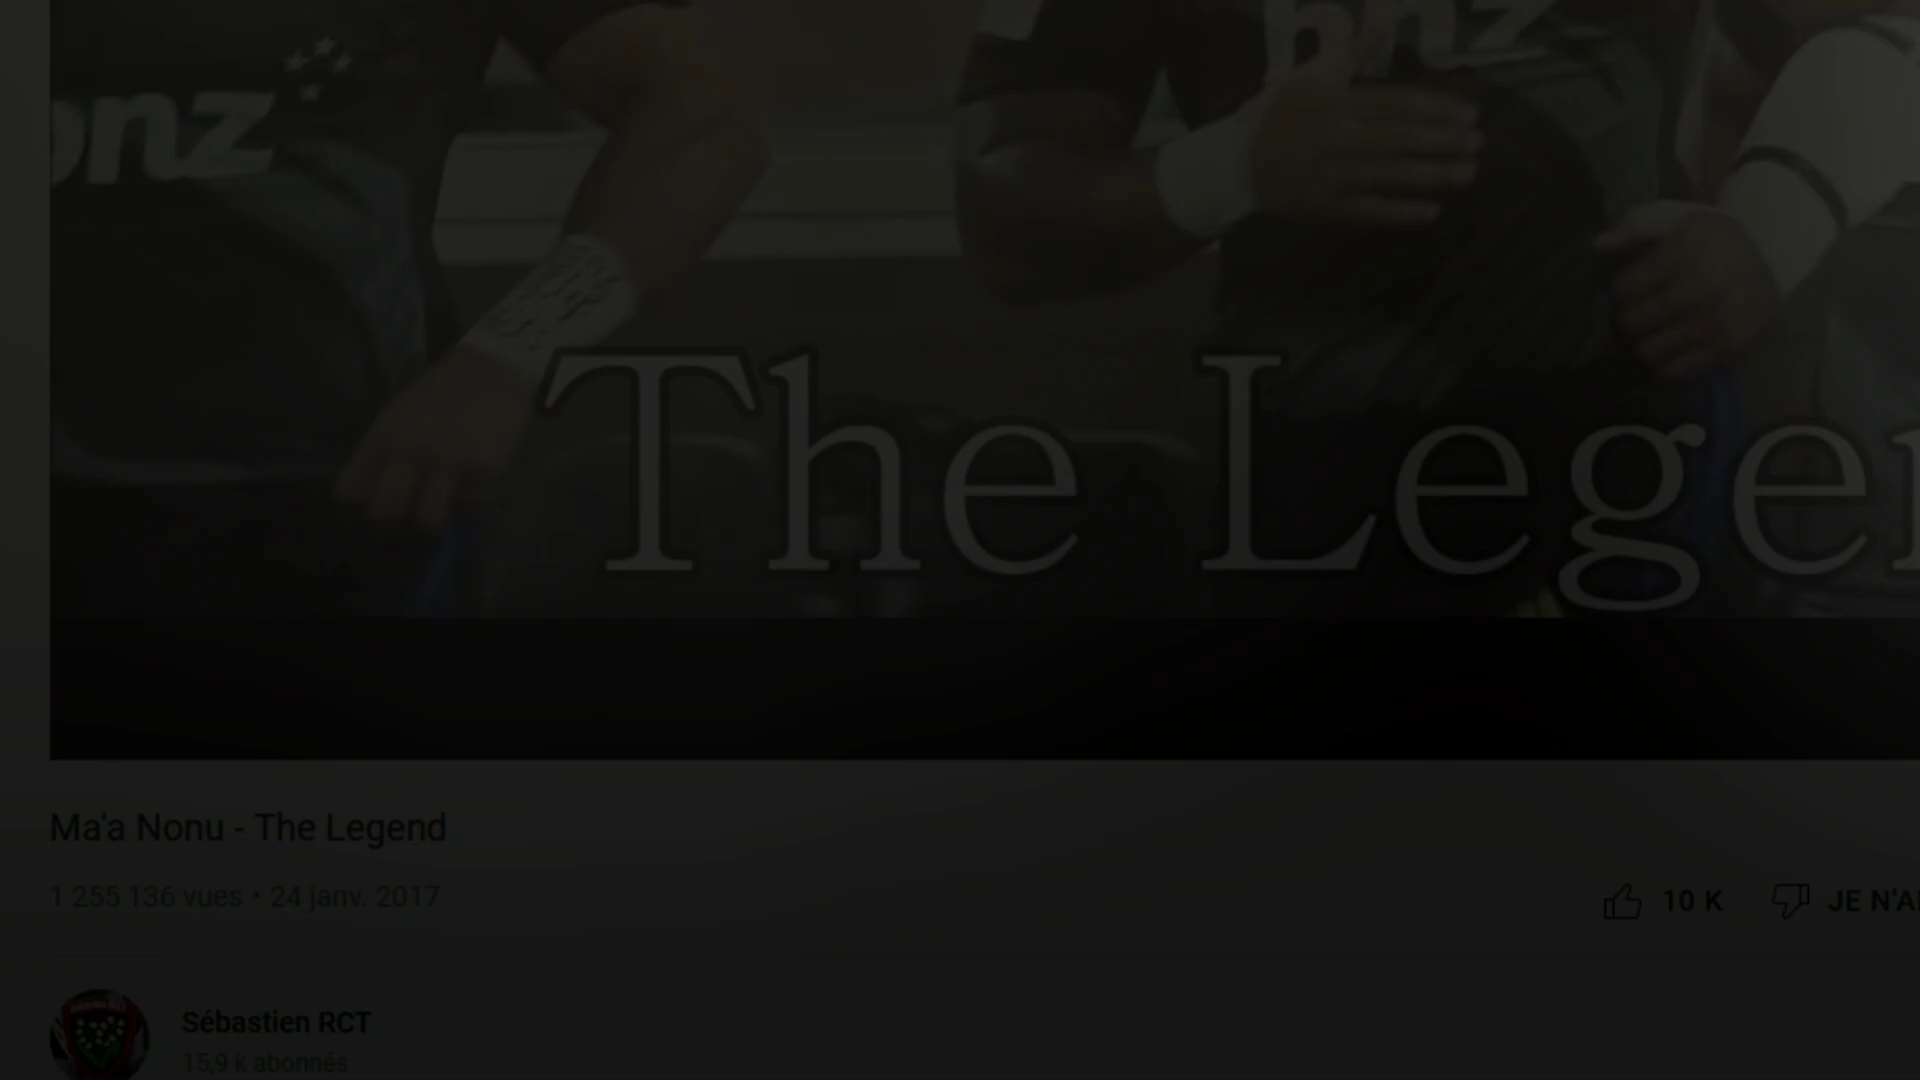 bnz
bnz
The Legen
Ma'a Nonu - The Legend
1 255 136 vues • 24 janv. 2017
10 K
JE N'AI
Sébastien RCT
15,9 k abonnés